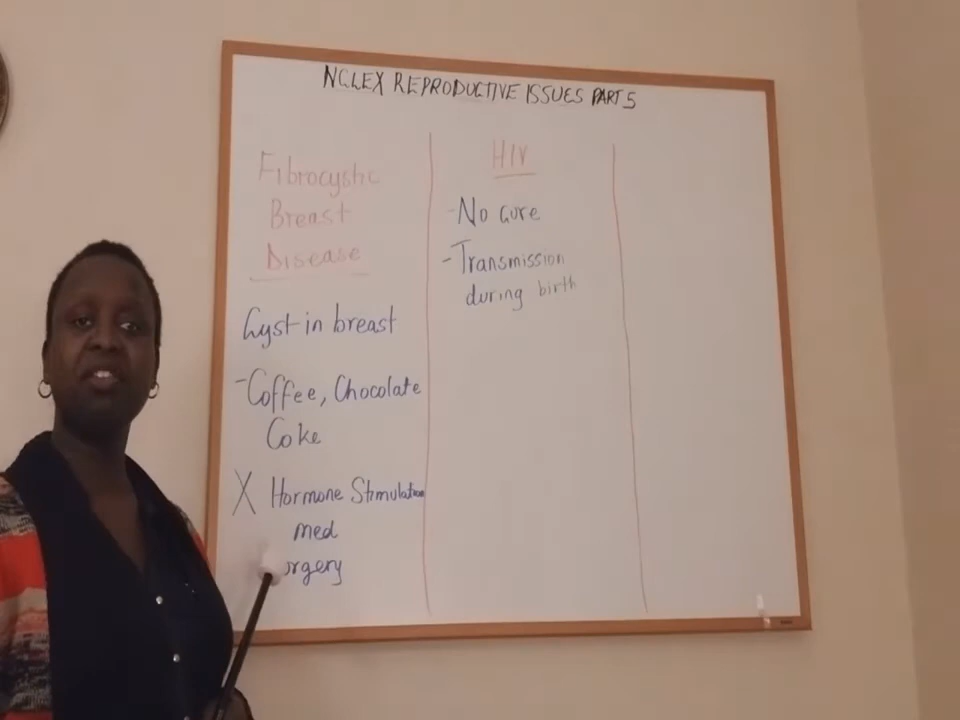 NCLEX REPRODUCTIVE ISSUES PART 5
Fibrocystic
Breast
Disease
Cyst in breast
-Coffee, Chocolate
Coke
X Hormone Stimulation
med
rgery
HIV
-No Cure
-Transmission
during birth